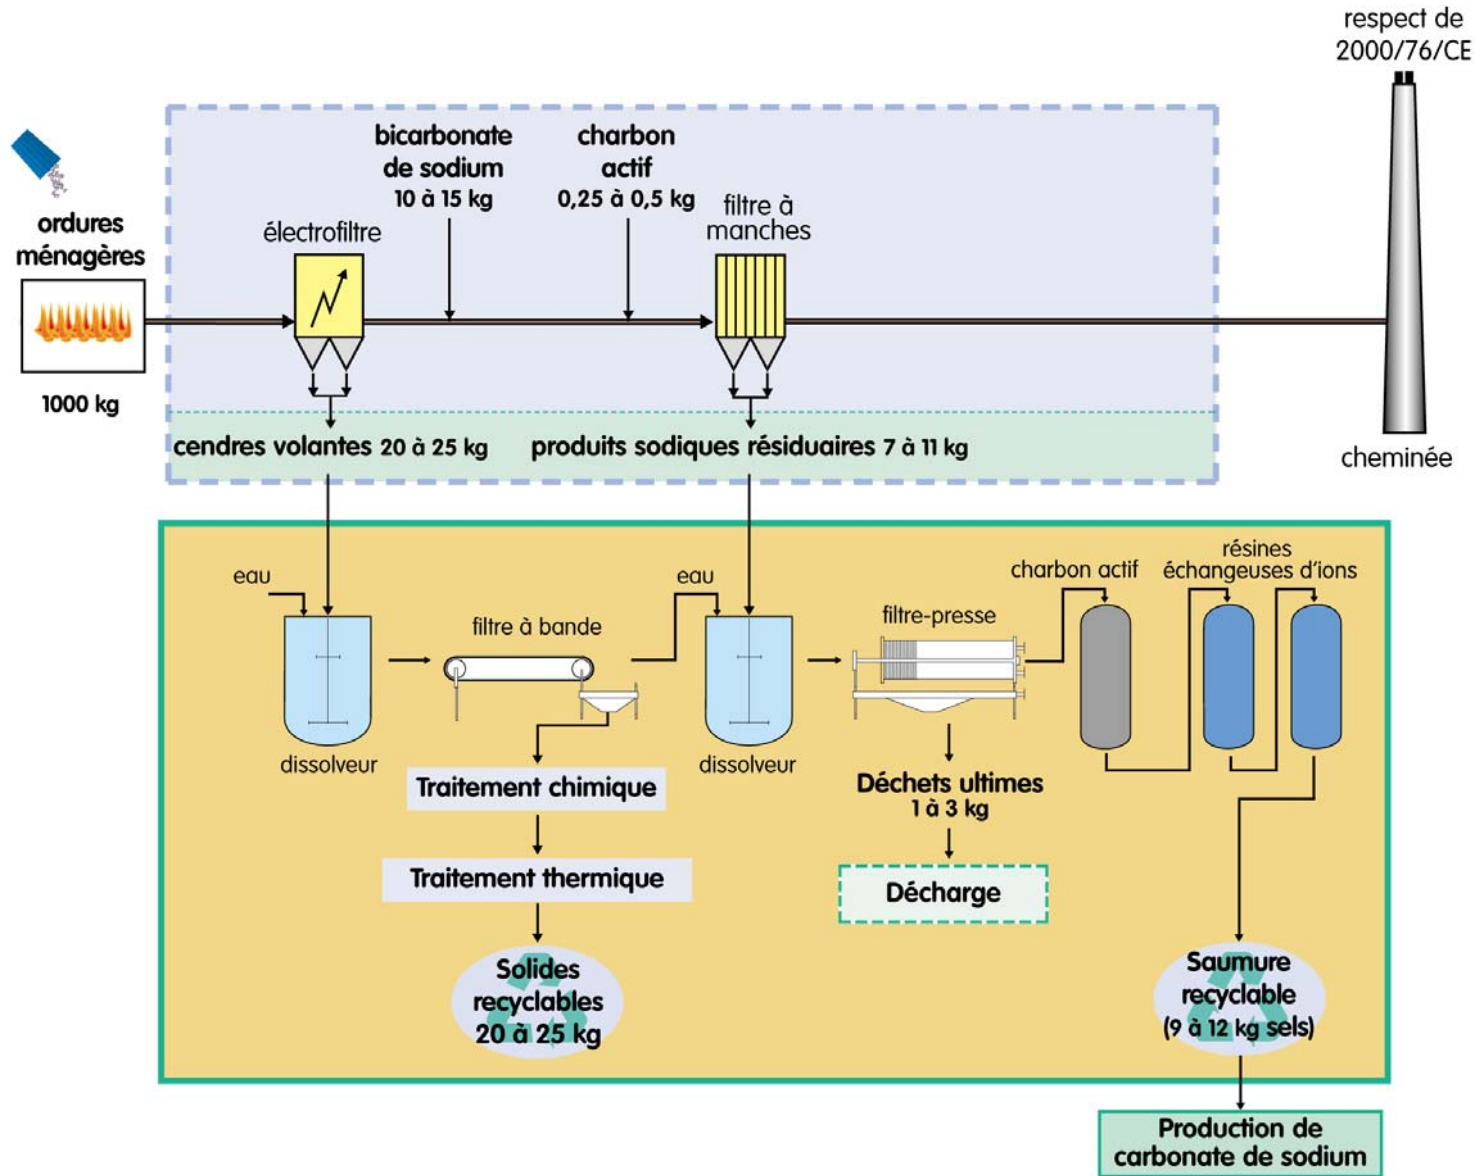 respect de
2000/76/CE
bicarbonate
de sodium
10 à 15 kg
charbon
actif
0,25 à 0,5 kg
filtre à
manches
ordures
ménagères
électrofiltre
1000 kg
cendres volantes 20 à 25 kg
produits sodiques résiduaires 7 à 11 kg
cheminée
eau
filtre à bande
eau
filtre-presse
charbon actif
résines
échangeuses d'ions
dissolveur
dissolveur
Traitement chimique
Déchets ultimes
1 à 3 kg
Traitement thermique
Décharge
Solides
recyclables
20 à 25 kg
Saumure
recyclable
(9 à 12 kg sels)
Production de
carbonate de sodium